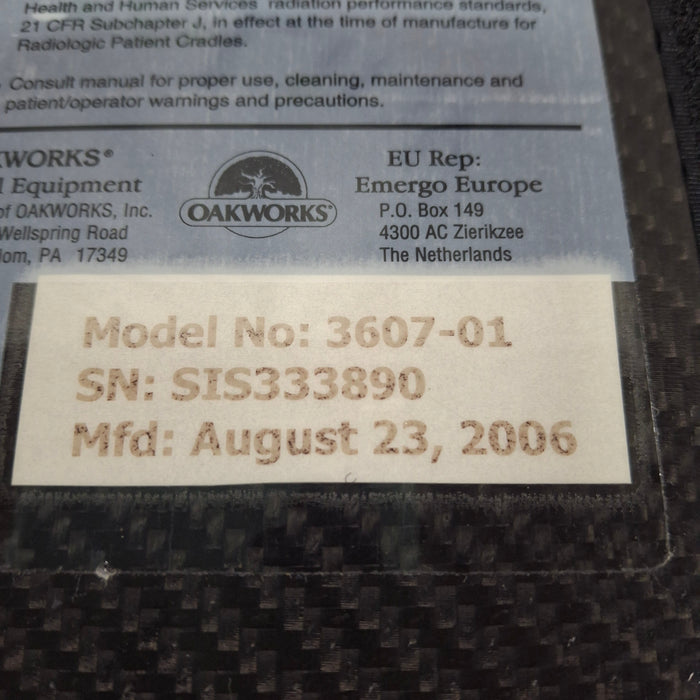 Health and Human Services radiation performance standards,
21 CFR Subchapter J, in effect at the time of manufacture for
Radiologic Patient Cradles.
Consult manual for proper use, cleaning, maintenance and
patient/operator warnings and precautions.
KWORKS®
l Equipment
of OAKWORKS, Inc.
Wellspring Road
dom, PA 17349
OAKWORKS®
EU Rep:
Emergo Europe
P.O. Box 149
4300 AC Zierikzee
The Netherlands
Model No: 3607-01
SN: SIS333890
Mfd: August 23, 2006